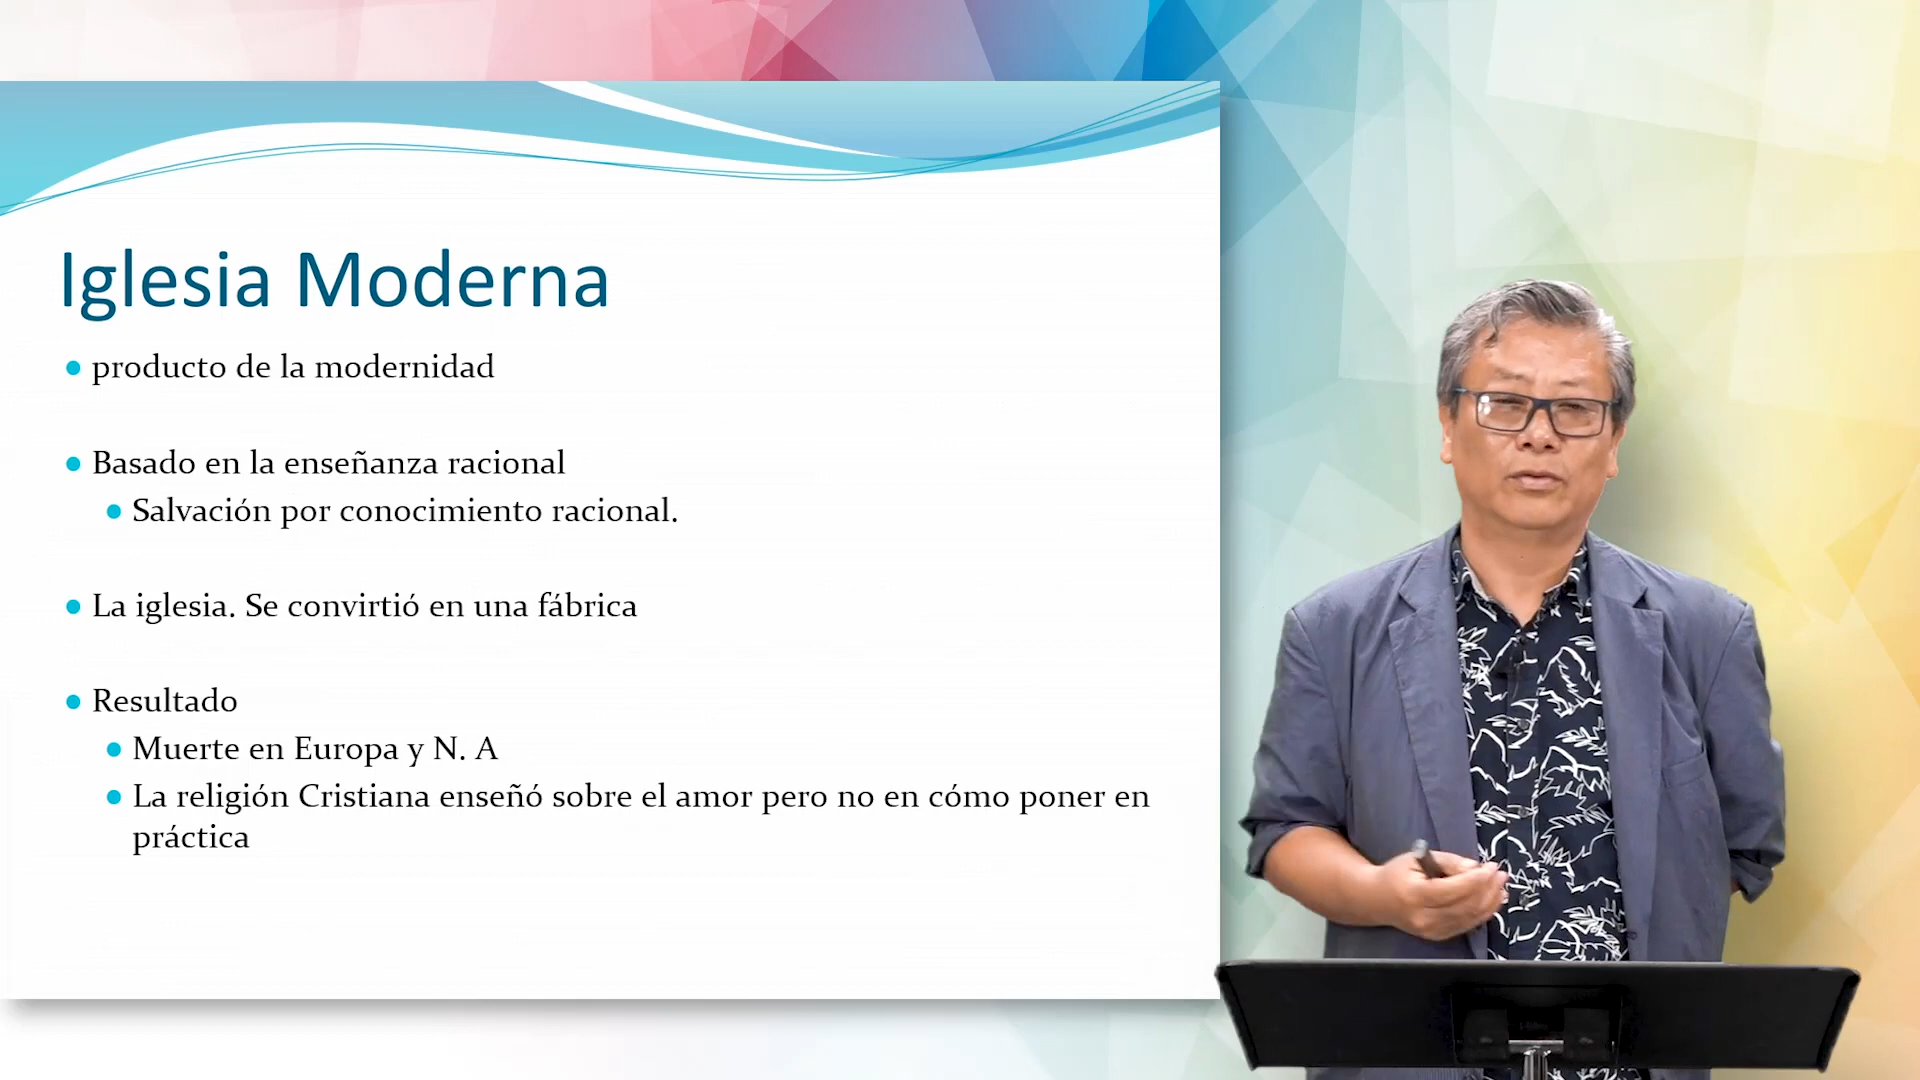 Iglesia Moderna
producto de la modernidad
Basado en la enseñanza racional
Salvación por conocimiento racional.
La iglesia. Se convirtió en una fábrica
Resultado
Muerte en Europa y N. A
La religión Cristiana enseñó sobre el amor pero no en cómo poner en
práctica